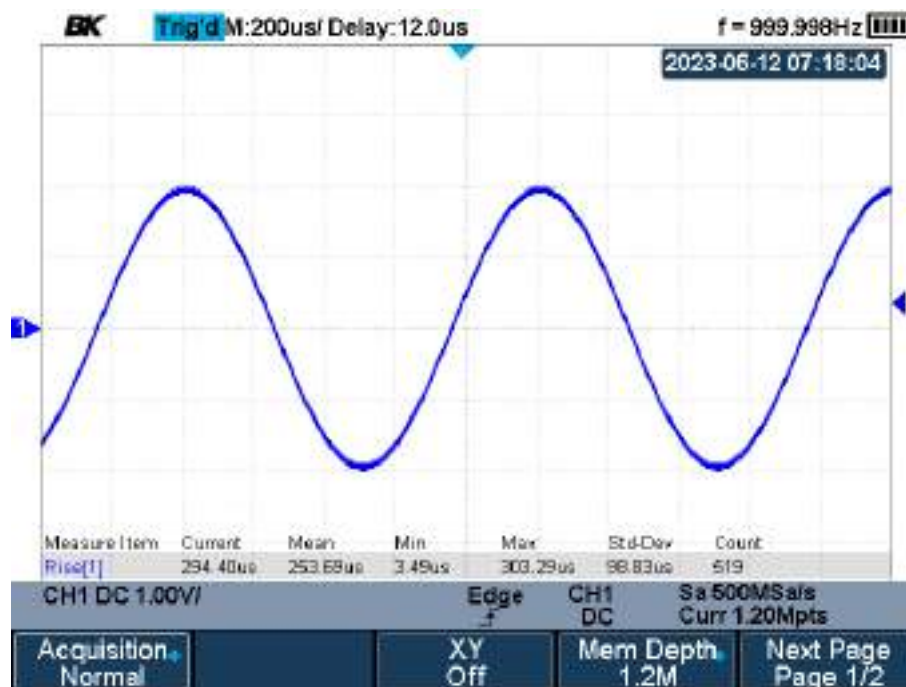 BK Trig'd M:200us/ Delay:12.0us f = 999.998Hz
2023-06-12 07:18:04
1
Measure Item Current Mean Min Max Std-Dev Count
Rise[1] 294.40us 253.69us 3.49us 303.29us 98.83us 519
CH1 DC 1.00V/ Edge CH1 Sa 500MSa/s
DC Curr 1.20Mpts
Acquisition XY Mem Depth Next Page
Normal Off 1.2M Page 1/2